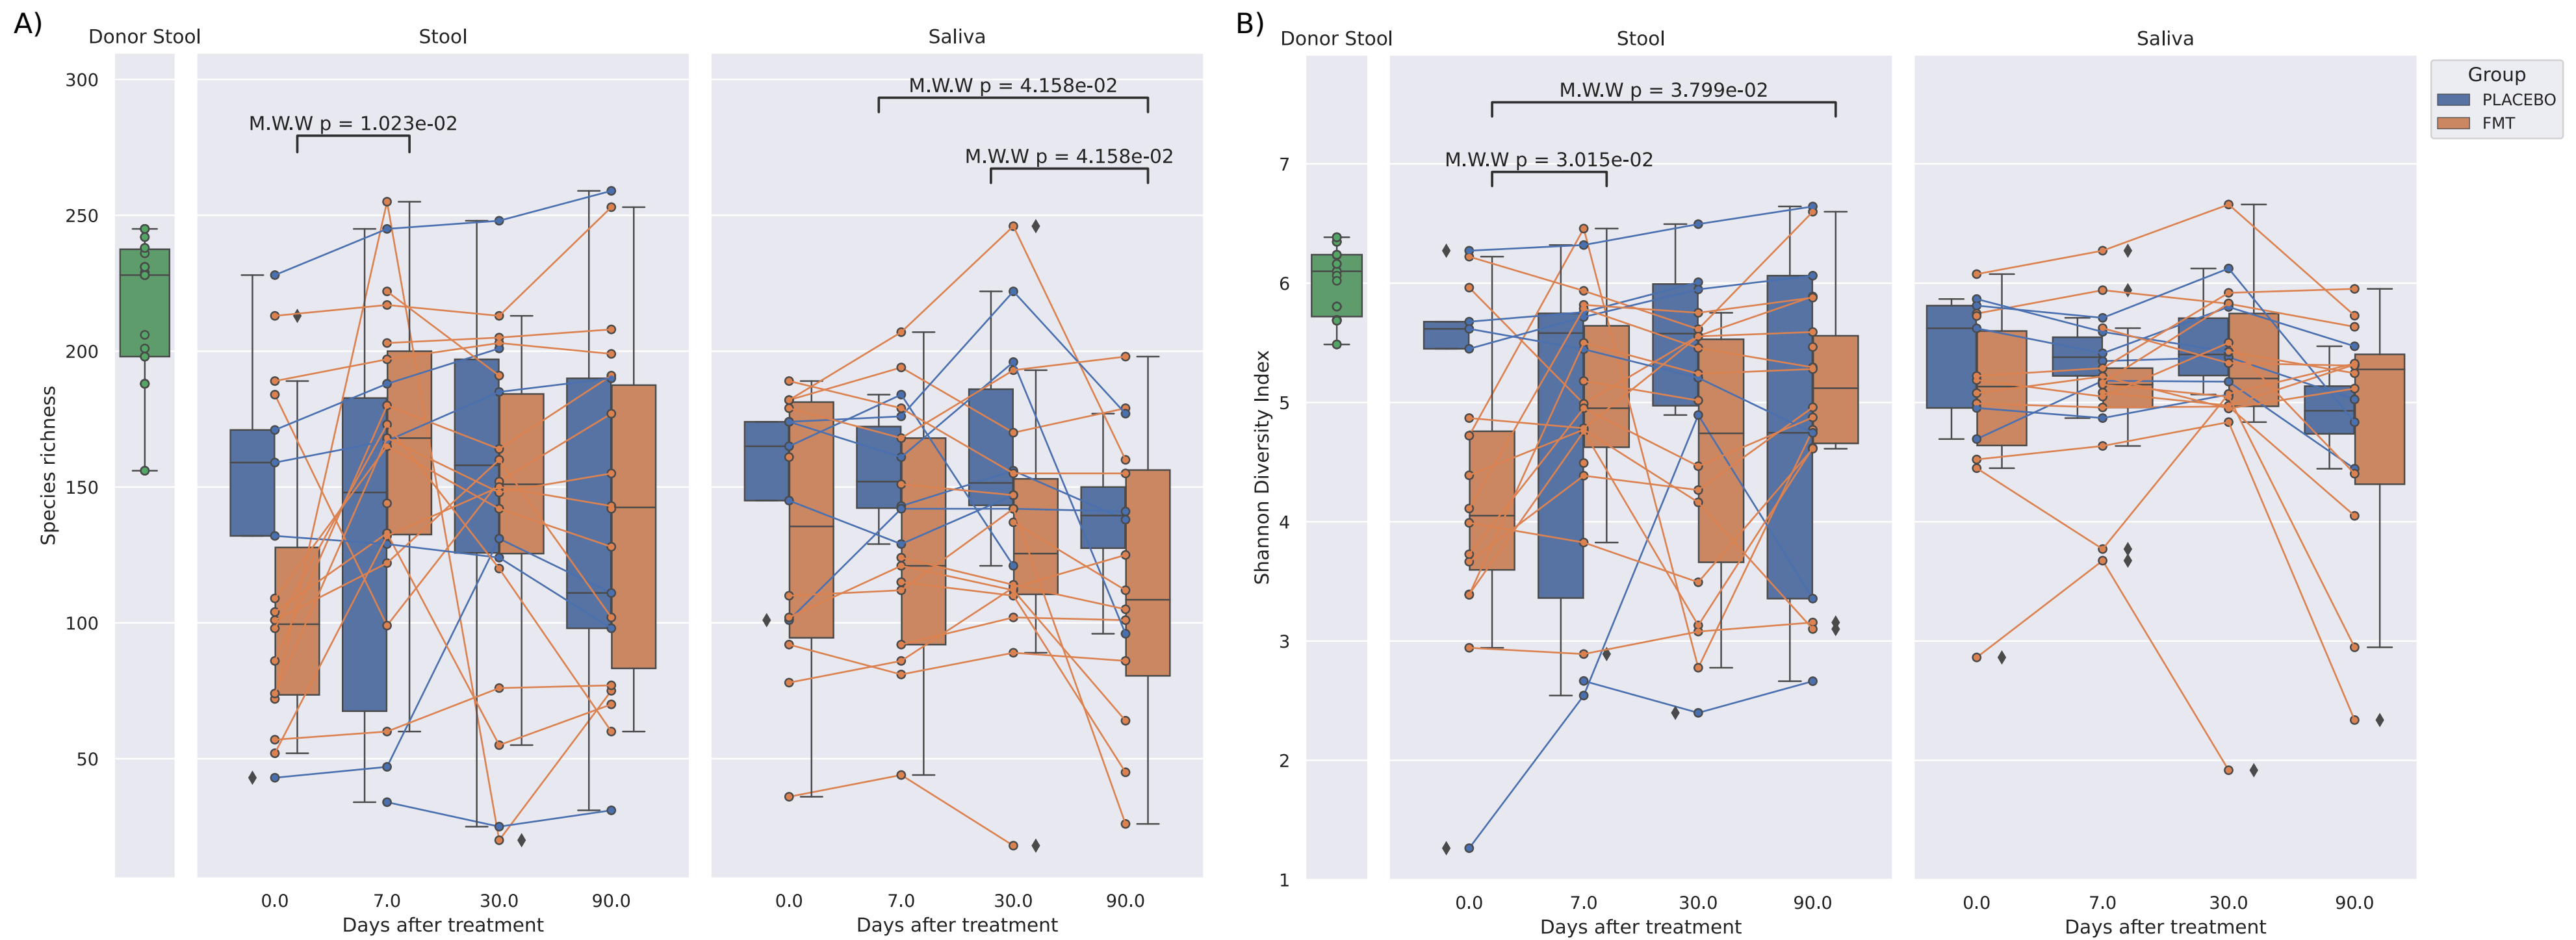 A)
Donor Stool
Stool
Saliva
300
250
200
150
100
50
Species richness
M.W.W p = 1.023e-02
M.W.W p = 4.158e-02
M.W.W p = 4.158e-02
0.0 7.0 30.0 90.0
Days after treatment
0.0 7.0 30.0 90.0
Days after treatment
B)
Donor Stool
Stool
Saliva
7
6
5
4
3
2
1
Shannon Diversity Index
M.W.W p = 3.799e-02
M.W.W p = 3.015e-02
0.0 7.0 30.0 90.0
Days after treatment
0.0 7.0 30.0 90.0
Days after treatment
Group
PLACEBO
FMT